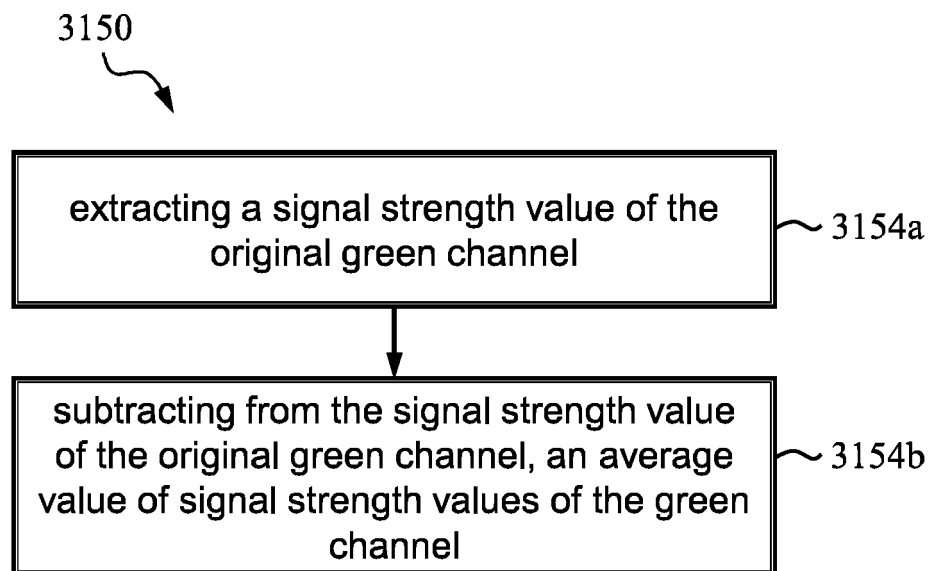 3150
extracting a signal strength value of the
original green channel
3154a
subtracting from the signal strength value
of the original green channel, an average
value of signal strength values of the green
channel
3154b